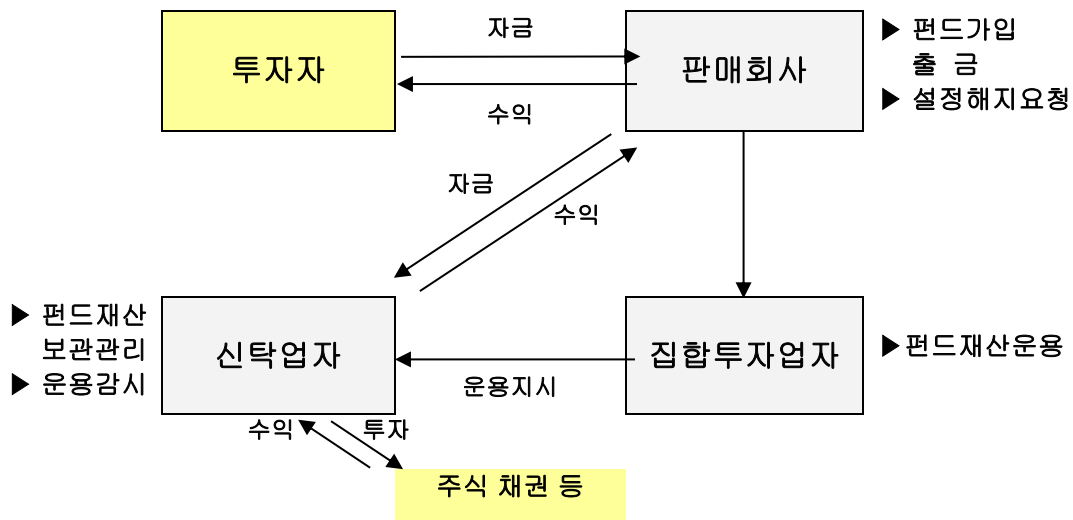 자금
투자자
판매회사
▶ 펀드가입
출 금
▶ 설정해지요청
수익
자금
수익
▶ 펀드재산
보관관리
▶ 운용감시
신탁업자
집합투자업자
▶펀드재산운용
운용지시
수익
투자
주식 채권 등